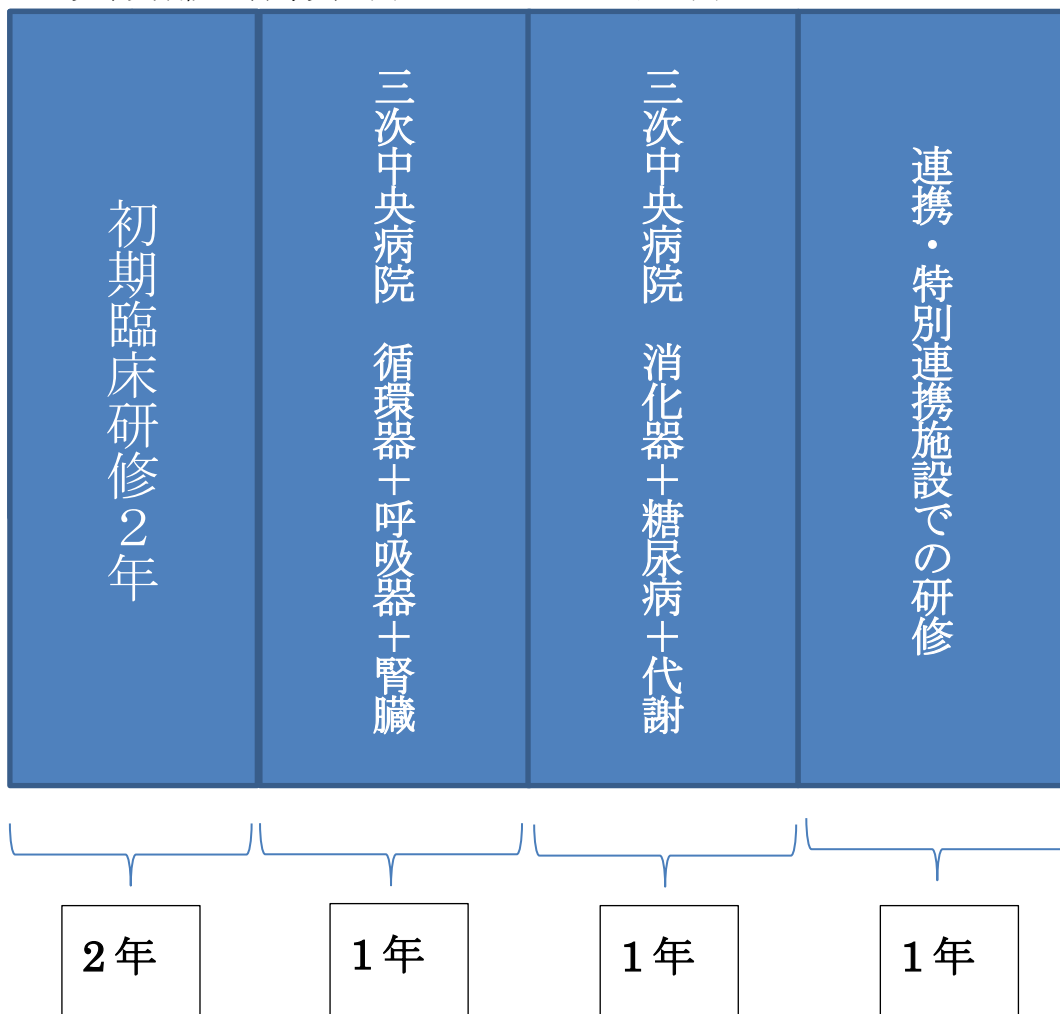 初期臨床研修２年
三次中央病院　循環器＋呼吸器＋腎臓
三次中央病院　消化器＋糖尿病＋代謝
連携・特別連携施設での研修
2年
1年
1年
1年